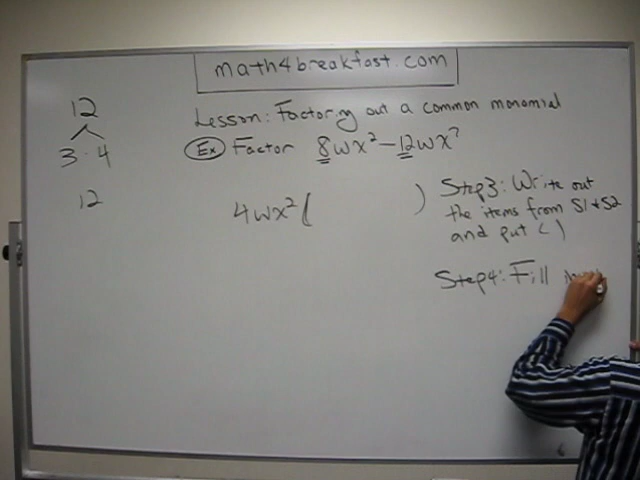 math4breakfast.com
Lesson: Factoring out a common monomial
Ex Factor 8wx² - 12wx⁷
12
3 · 4
12
4wx² ( )
Step3: Write out
the items from S1 + S2
and put ( )
Step4: Fill